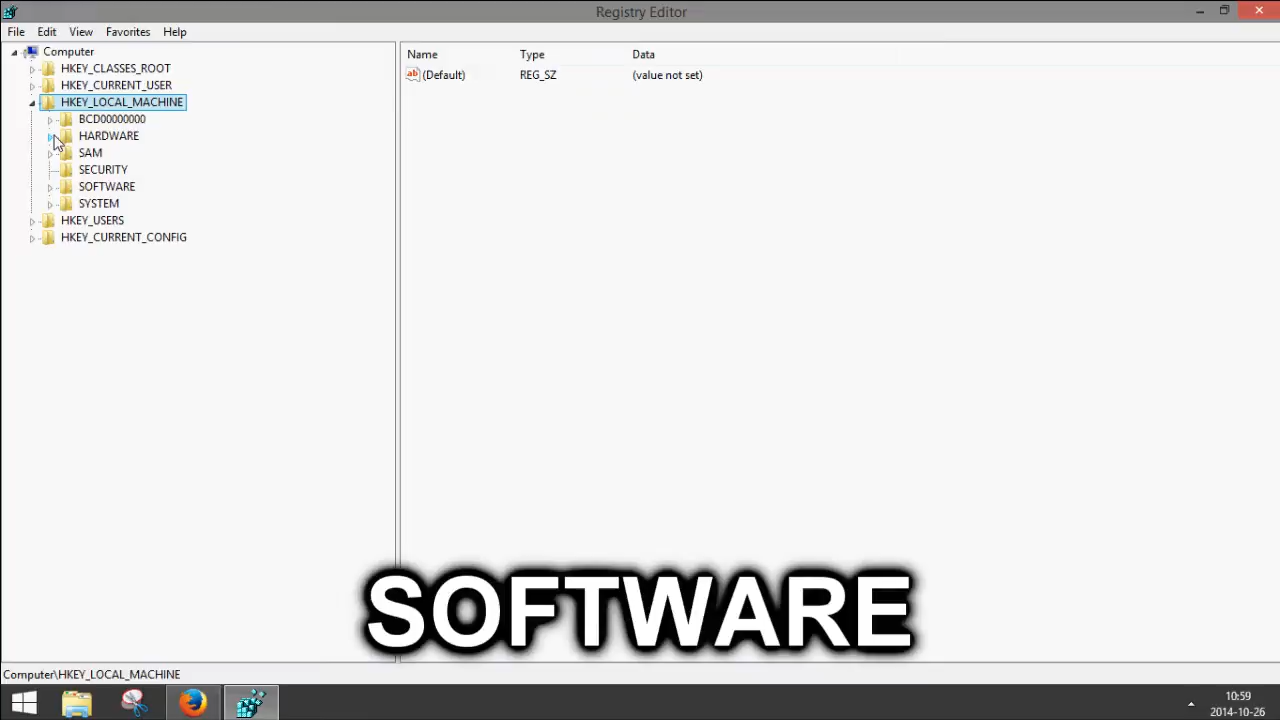 Registry Editor
File Edit View Favorites Help
Computer
HKEY_CLASSES_ROOT
HKEY_CURRENT_USER
HKEY_LOCAL_MACHINE
BCD00000000
HARDWARE
SAM
SECURITY
SOFTWARE
SYSTEM
HKEY_USERS
HKEY_CURRENT_CONFIG
Name Type Data
ab (Default) REG_SZ (value not set)
SOFTWARE
Computer\HKEY_LOCAL_MACHINE
10:59
2014-10-26